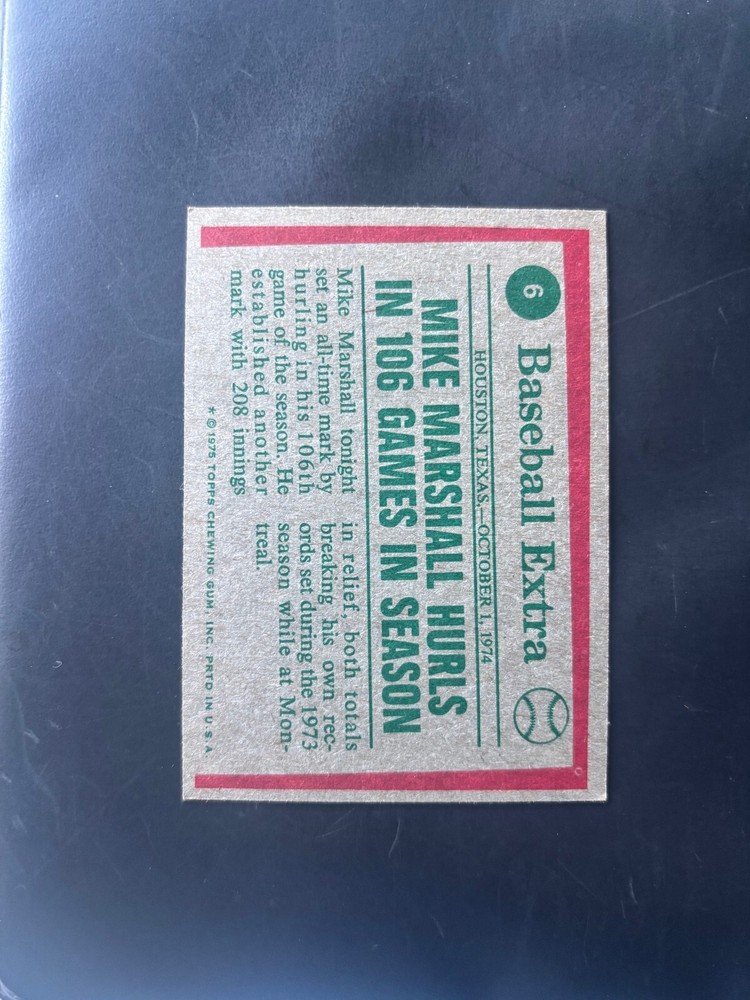 6
Baseball Extra
HOUSTON, TEXAS,—OCTOBER 1, 1974
MIKE MARSHALL HURLS
IN 106 GAMES IN SEASON
Mike Marshall tonight
set an all-time mark by
hurling in his 106th
game of the season. He
established another
mark with 208 innings
in relief, both totals
breaking his own rec-
ords set during the 1973
season while at Mon-
treal.
* © 1975 TOPPS CHEWING GUM, INC. PRTD IN U.S.A